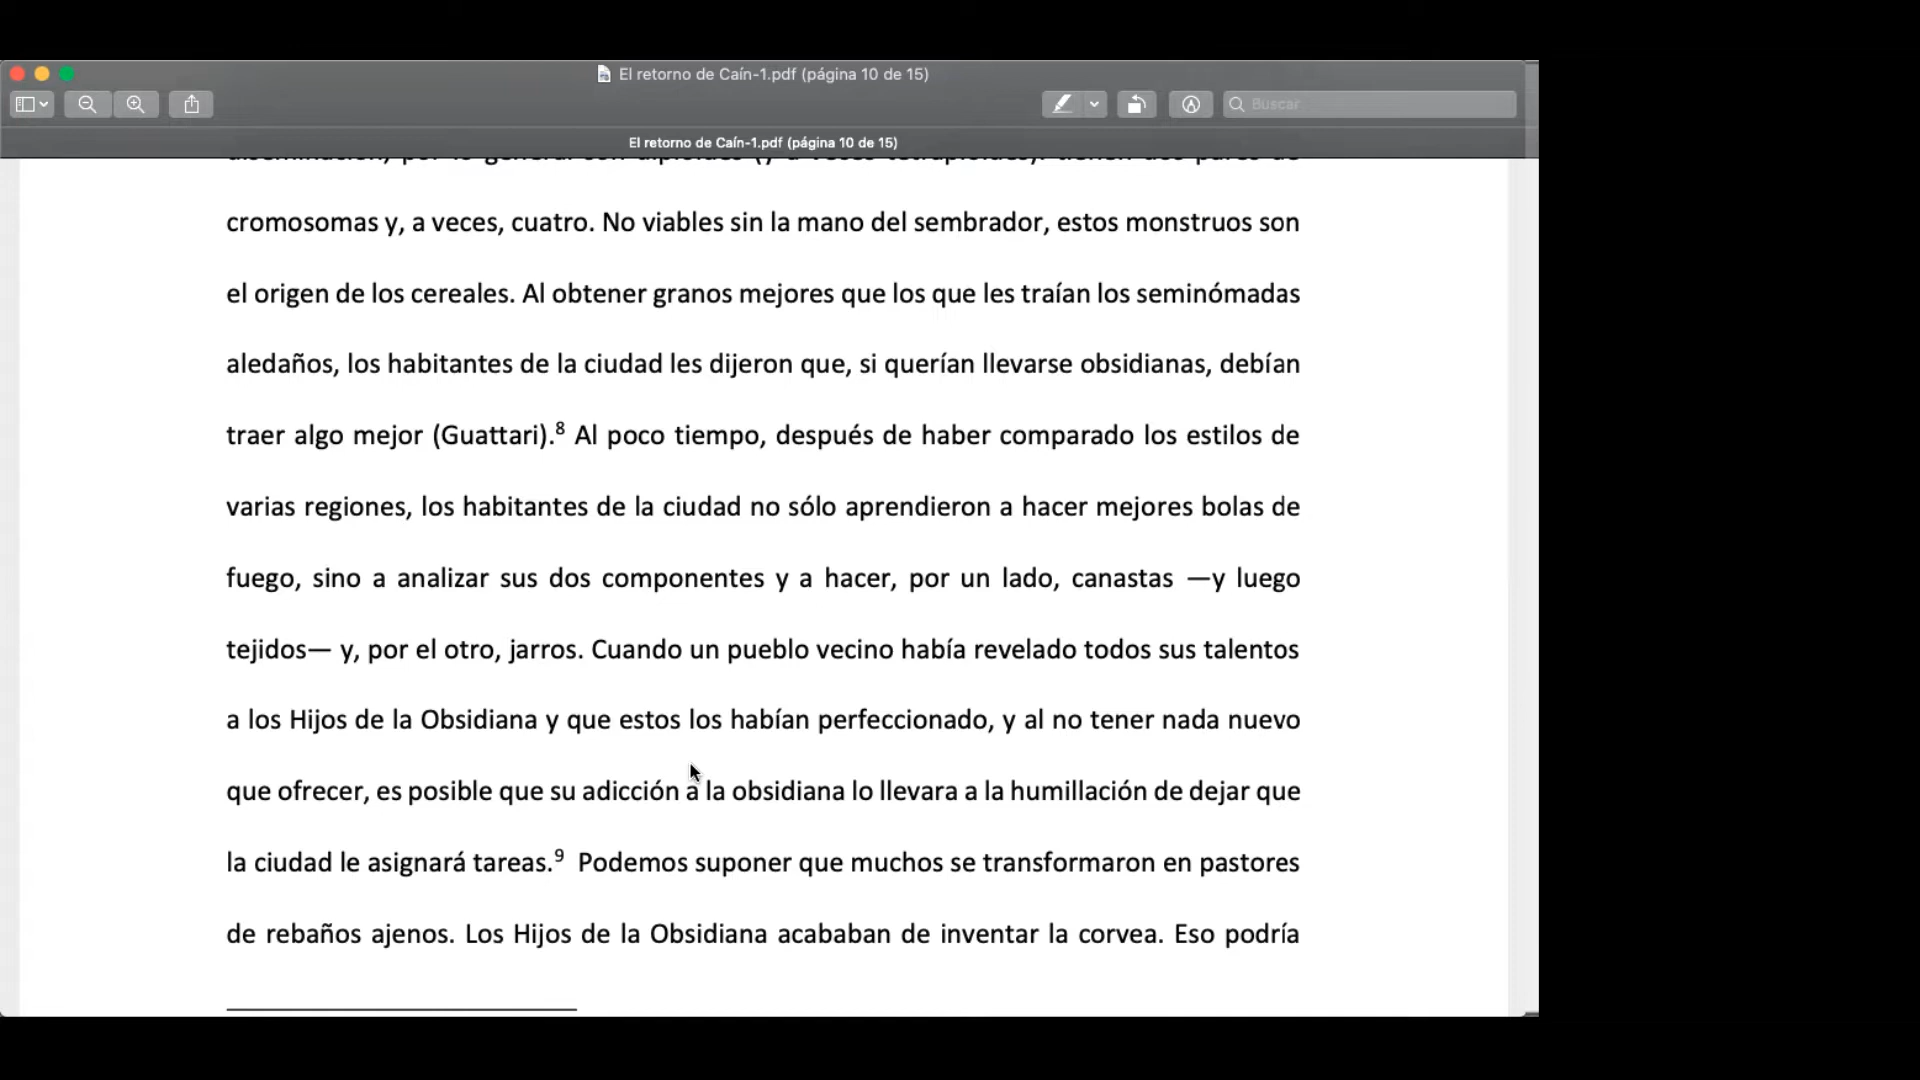 El retorno de Caín-1.pdf (página 10 de 15)
Buscar
El retorno de Caín-1.pdf (página 10 de 15)
cromosomas y, a veces, cuatro. No viables sin la mano del sembrador, estos monstruos son
el origen de los cereales. Al obtener granos mejores que los que les traían los seminómadas
aledaños, los habitantes de la ciudad les dijeron que, si querían llevarse obsidianas, debían
traer algo mejor (Guattari).⁸ Al poco tiempo, después de haber comparado los estilos de
varias regiones, los habitantes de la ciudad no sólo aprendieron a hacer mejores bolas de
fuego, sino a analizar sus dos componentes y a hacer, por un lado, canastas —y luego
tejidos— y, por el otro, jarros. Cuando un pueblo vecino había revelado todos sus talentos
a los Hijos de la Obsidiana y que estos los habían perfeccionado, y al no tener nada nuevo
que ofrecer, es posible que su adicción a la obsidiana lo llevara a la humillación de dejar que
la ciudad le asignará tareas.⁹ Podemos suponer que muchos se transformaron en pastores
de rebaños ajenos. Los Hijos de la Obsidiana acababan de inventar la corvea. Eso podría